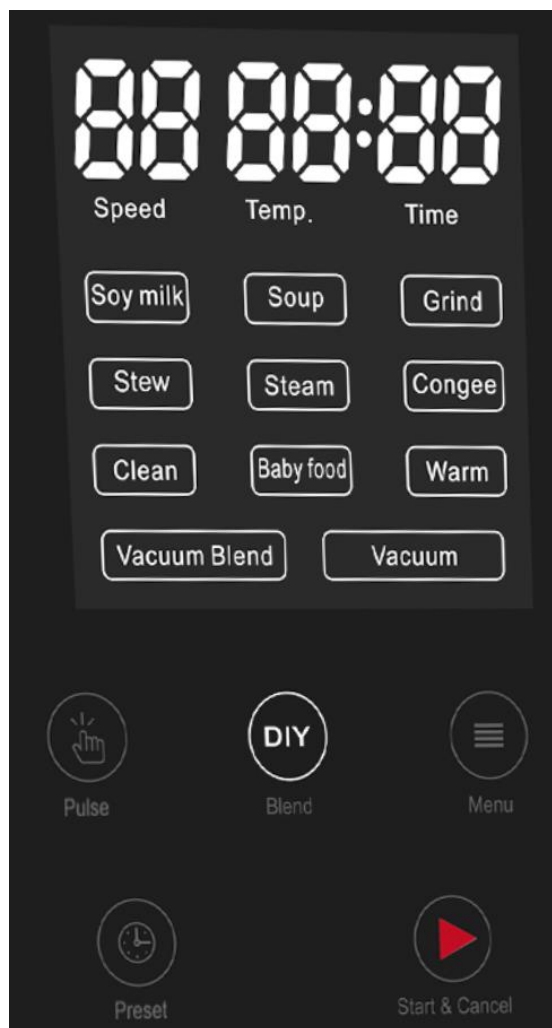 88 88:88
Speed Temp. Time
Soy milk Soup Grind
Stew Steam Congee
Clean Baby food Warm
Vacuum Blend Vacuum
DIY
Pulse Blend Menu
Preset Start & Cancel